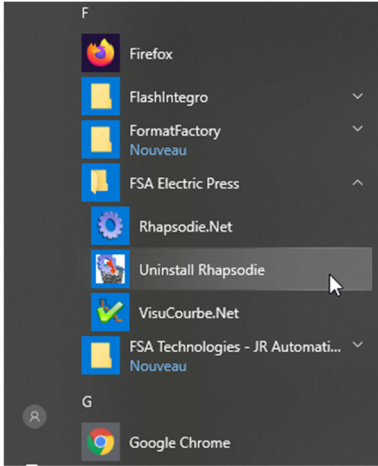 F
Firefox
FlashIntegro
FormatFactory
Nouveau
FSA Electric Press
Rhapsodie.Net
Uninstall Rhapsodie
VisuCourbe.Net
FSA Technologies - JR Automati...
Nouveau
G
Google Chrome